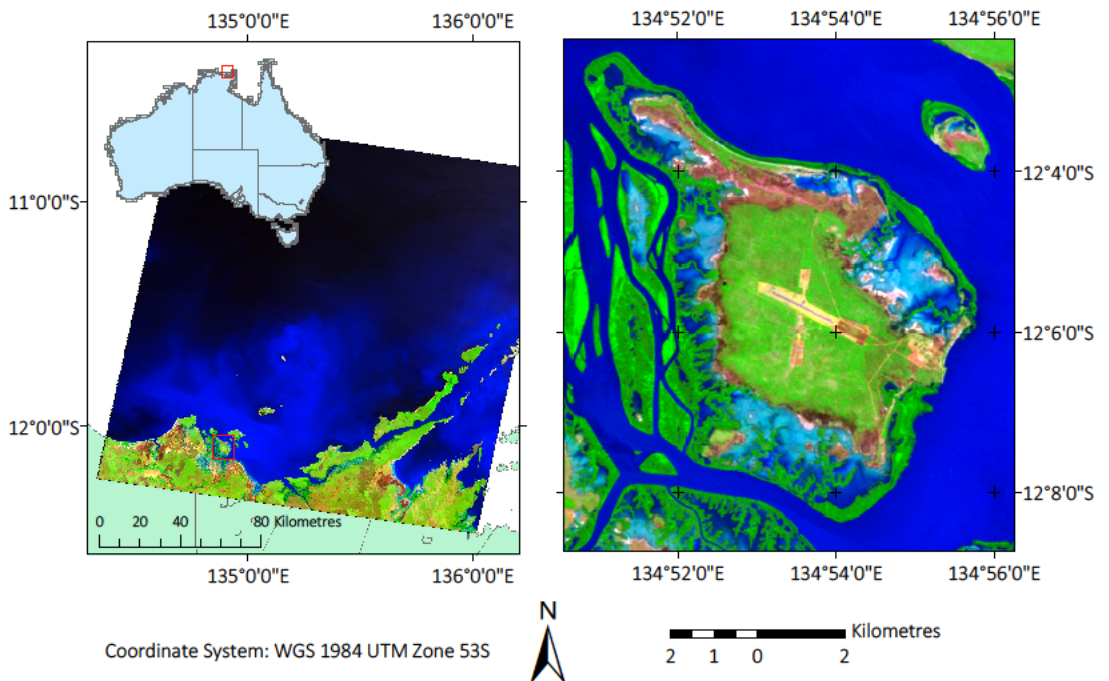 135°0'0"E 136°0'0"E
134°52'0"E 134°54'0"E 134°56'0"E
11°0'0"S
12°0'0"S
12°4'0"S
12°6'0"S
12°8'0"S
0 20 40 80 Kilometres
135°0'0"E 136°0'0"E
134°52'0"E 134°54'0"E 134°56'0"E
N
Coordinate System: WGS 1984 UTM Zone 53S
Kilometres
2 1 0 2